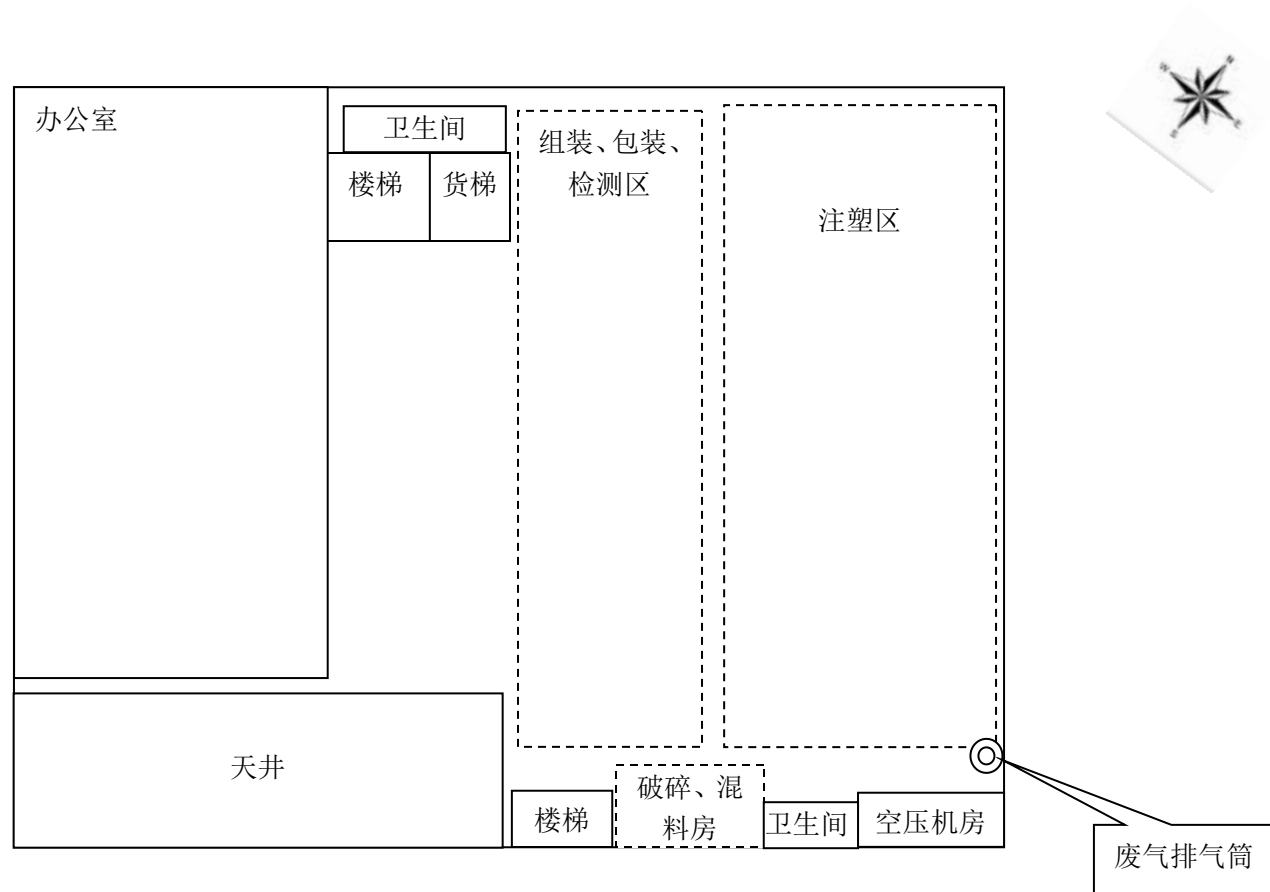 办公室
卫生间
楼梯
货梯
组装、包装、
检测区
注塑区
W
N
S
E
天井
楼梯
破碎、混
料房
卫生间
空压机房
废气排气筒